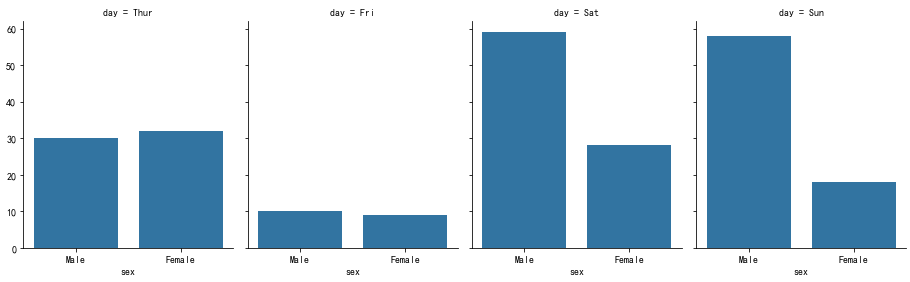 day = Thur
day = Fri
day = Sat
day = Sun
60
50
40
30
20
10
0
Male Female
Male Female
Male Female
Male Female
sex
sex
sex
sex